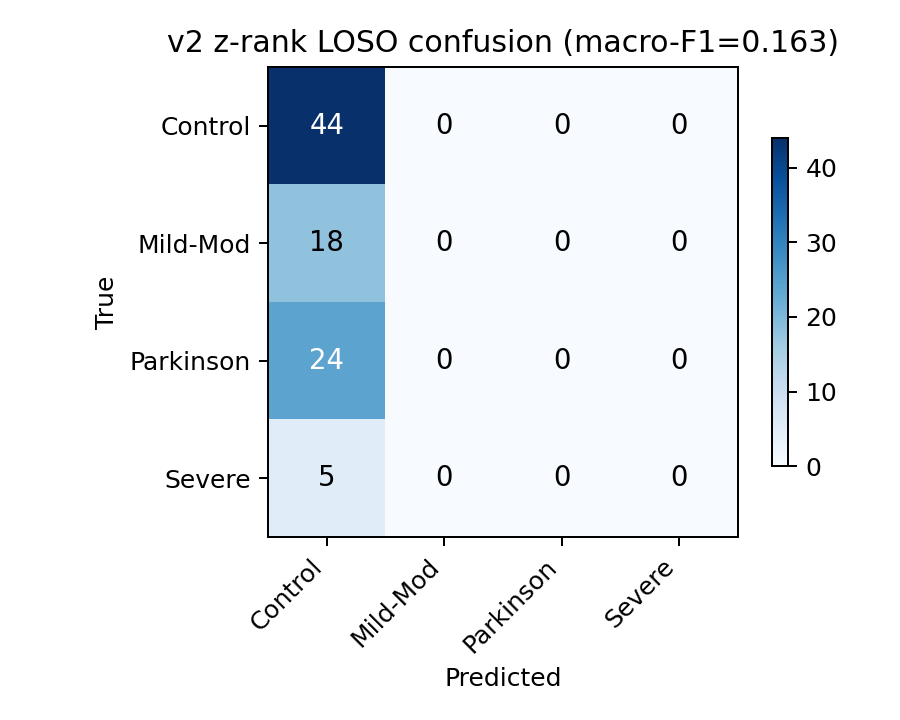 v2 z-rank LOSO confusion (macro-F1=0.163)
Control 44 0 0 0
Mild-Mod 18 0 0 0
Parkinson 24 0 0 0
Severe 5 0 0 0
True
Control Mild-Mod Parkinson Severe
Predicted
40
30
20
10
0